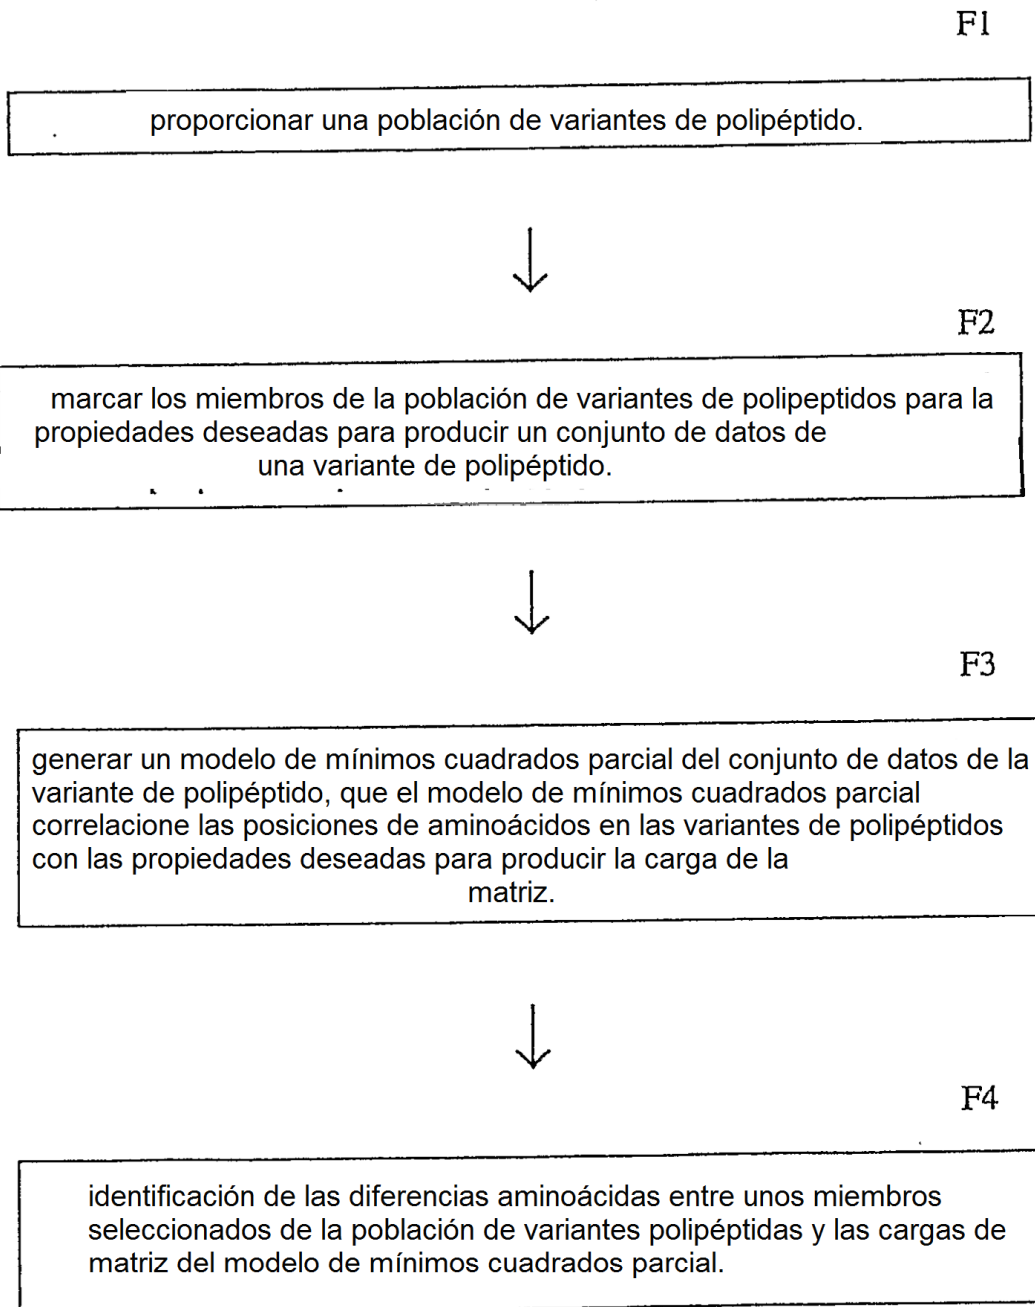 F1
proporcionar una población de variantes de polipéptido.
F2
marcar los miembros de la población de variantes de polipeptidos para la
propiedades deseadas para producir un conjunto de datos de
una variante de polipéptido.
F3
generar un modelo de mínimos cuadrados parcial del conjunto de datos de la
variante de polipéptido, que el modelo de mínimos cuadrados parcial
correlacione las posiciones de aminoácidos en las variantes de polipéptidos
con las propiedades deseadas para producir la carga de la
matriz.
F4
identificación de las diferencias aminoácidas entre unos miembros
seleccionados de la población de variantes polipéptidas y las cargas de
matriz del modelo de mínimos cuadrados parcial.